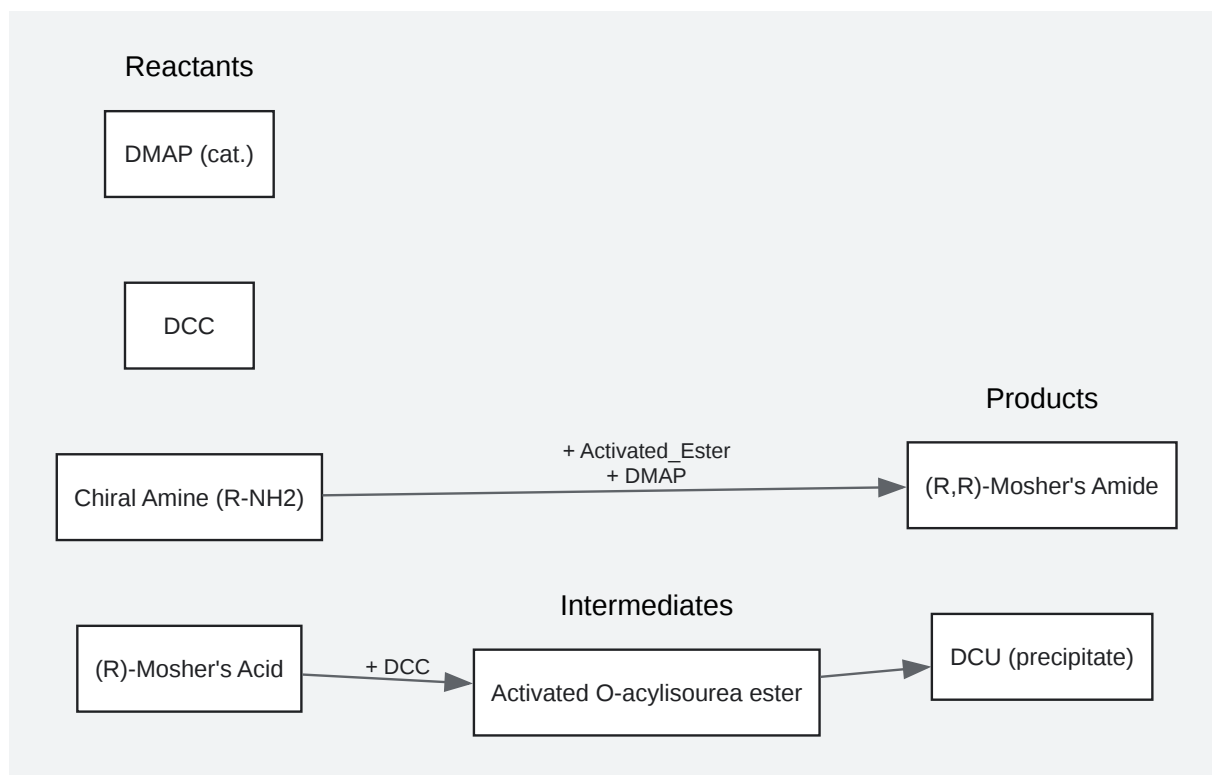 Reactants
DMAP (cat.)
DCC
Products
+ Activated_Ester
+ DMAP
Chiral Amine (R-NH2)
(R,R)-Mosher's Amide
Intermediates
(R)-Mosher's Acid
+ DCC
Activated O-acylisourea ester
DCU (precipitate)